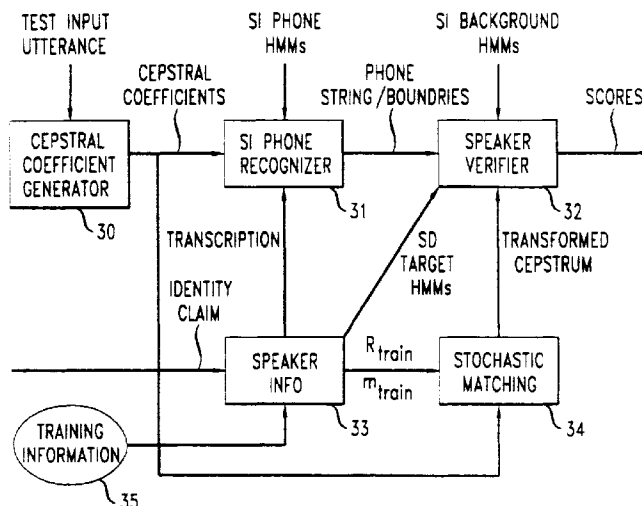 TEST INPUT
UTTERANCE
SI PHONE
HMMs
SI BACKGROUND
HMMs
CEPSTRAL
COEFFICIENTS
PHONE
STRING/BOUNDRIES
SCORES
CEPSTRAL
COEFFICIENT
GENERATOR
30
SI PHONE
RECOGNIZER
31
SPEAKER
VERIFIER
32
TRANSCRIPTION
SD
TARGET
HMMs
TRANSFORMED
CEPSTRUM
IDENTITY
CLAIM
SPEAKER
INFO
33
Rtrain
mtrain
STOCHASTIC
MATCHING
34
TRAINING
INFORMATION
35